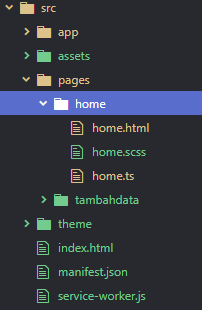 src
app
assets
pages
home
home.html
home.scss
home.ts
tambahdata
theme
index.html
manifest.json
service-worker.js